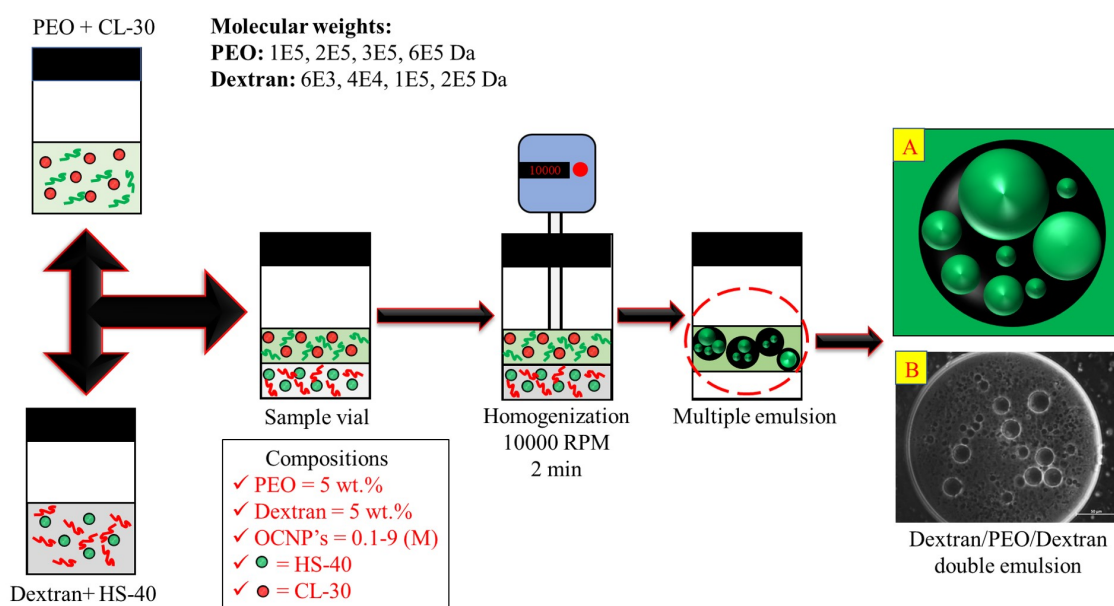 PEO + CL-30
Molecular weights:
PEO: 1E5, 2E5, 3E5, 6E5 Da
Dextran: 6E3, 4E4, 1E5, 2E5 Da
10000
A
Sample vial
Homogenization
10000 RPM
2 min
Multiple emulsion
B
Compositions
✓ PEO = 5 wt.%
✓ Dextran = 5 wt.%
✓ OCNP's = 0.1-9 (M)
✓ = HS-40
✓ = CL-30
Dextran+ HS-40
Dextran/PEO/Dextran
double emulsion